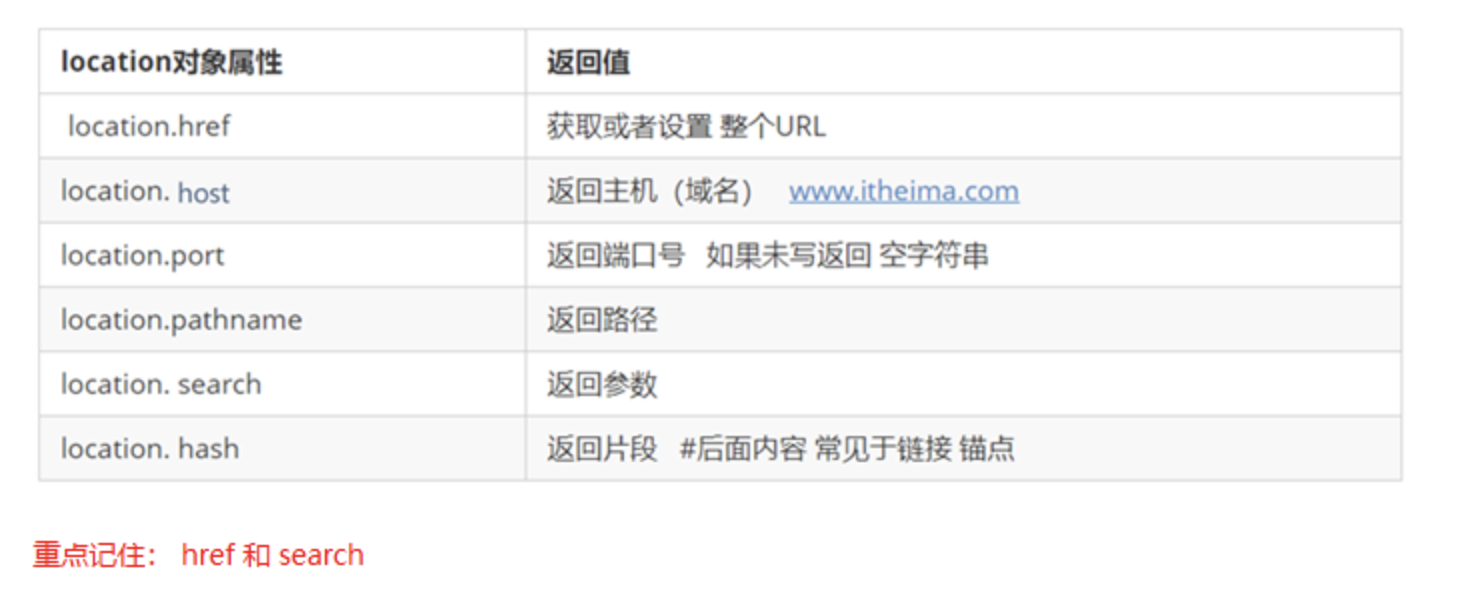 location对象属性 返回值
location.href 获取或者设置 整个URL
location. host 返回主机（域名） www.itheima.com
location.port 返回端口号 如果未写返回 空字符串
location.pathname 返回路径
location. search 返回参数
location. hash 返回片段 #后面内容 常见于链接 锚点
重点记住： href 和 search